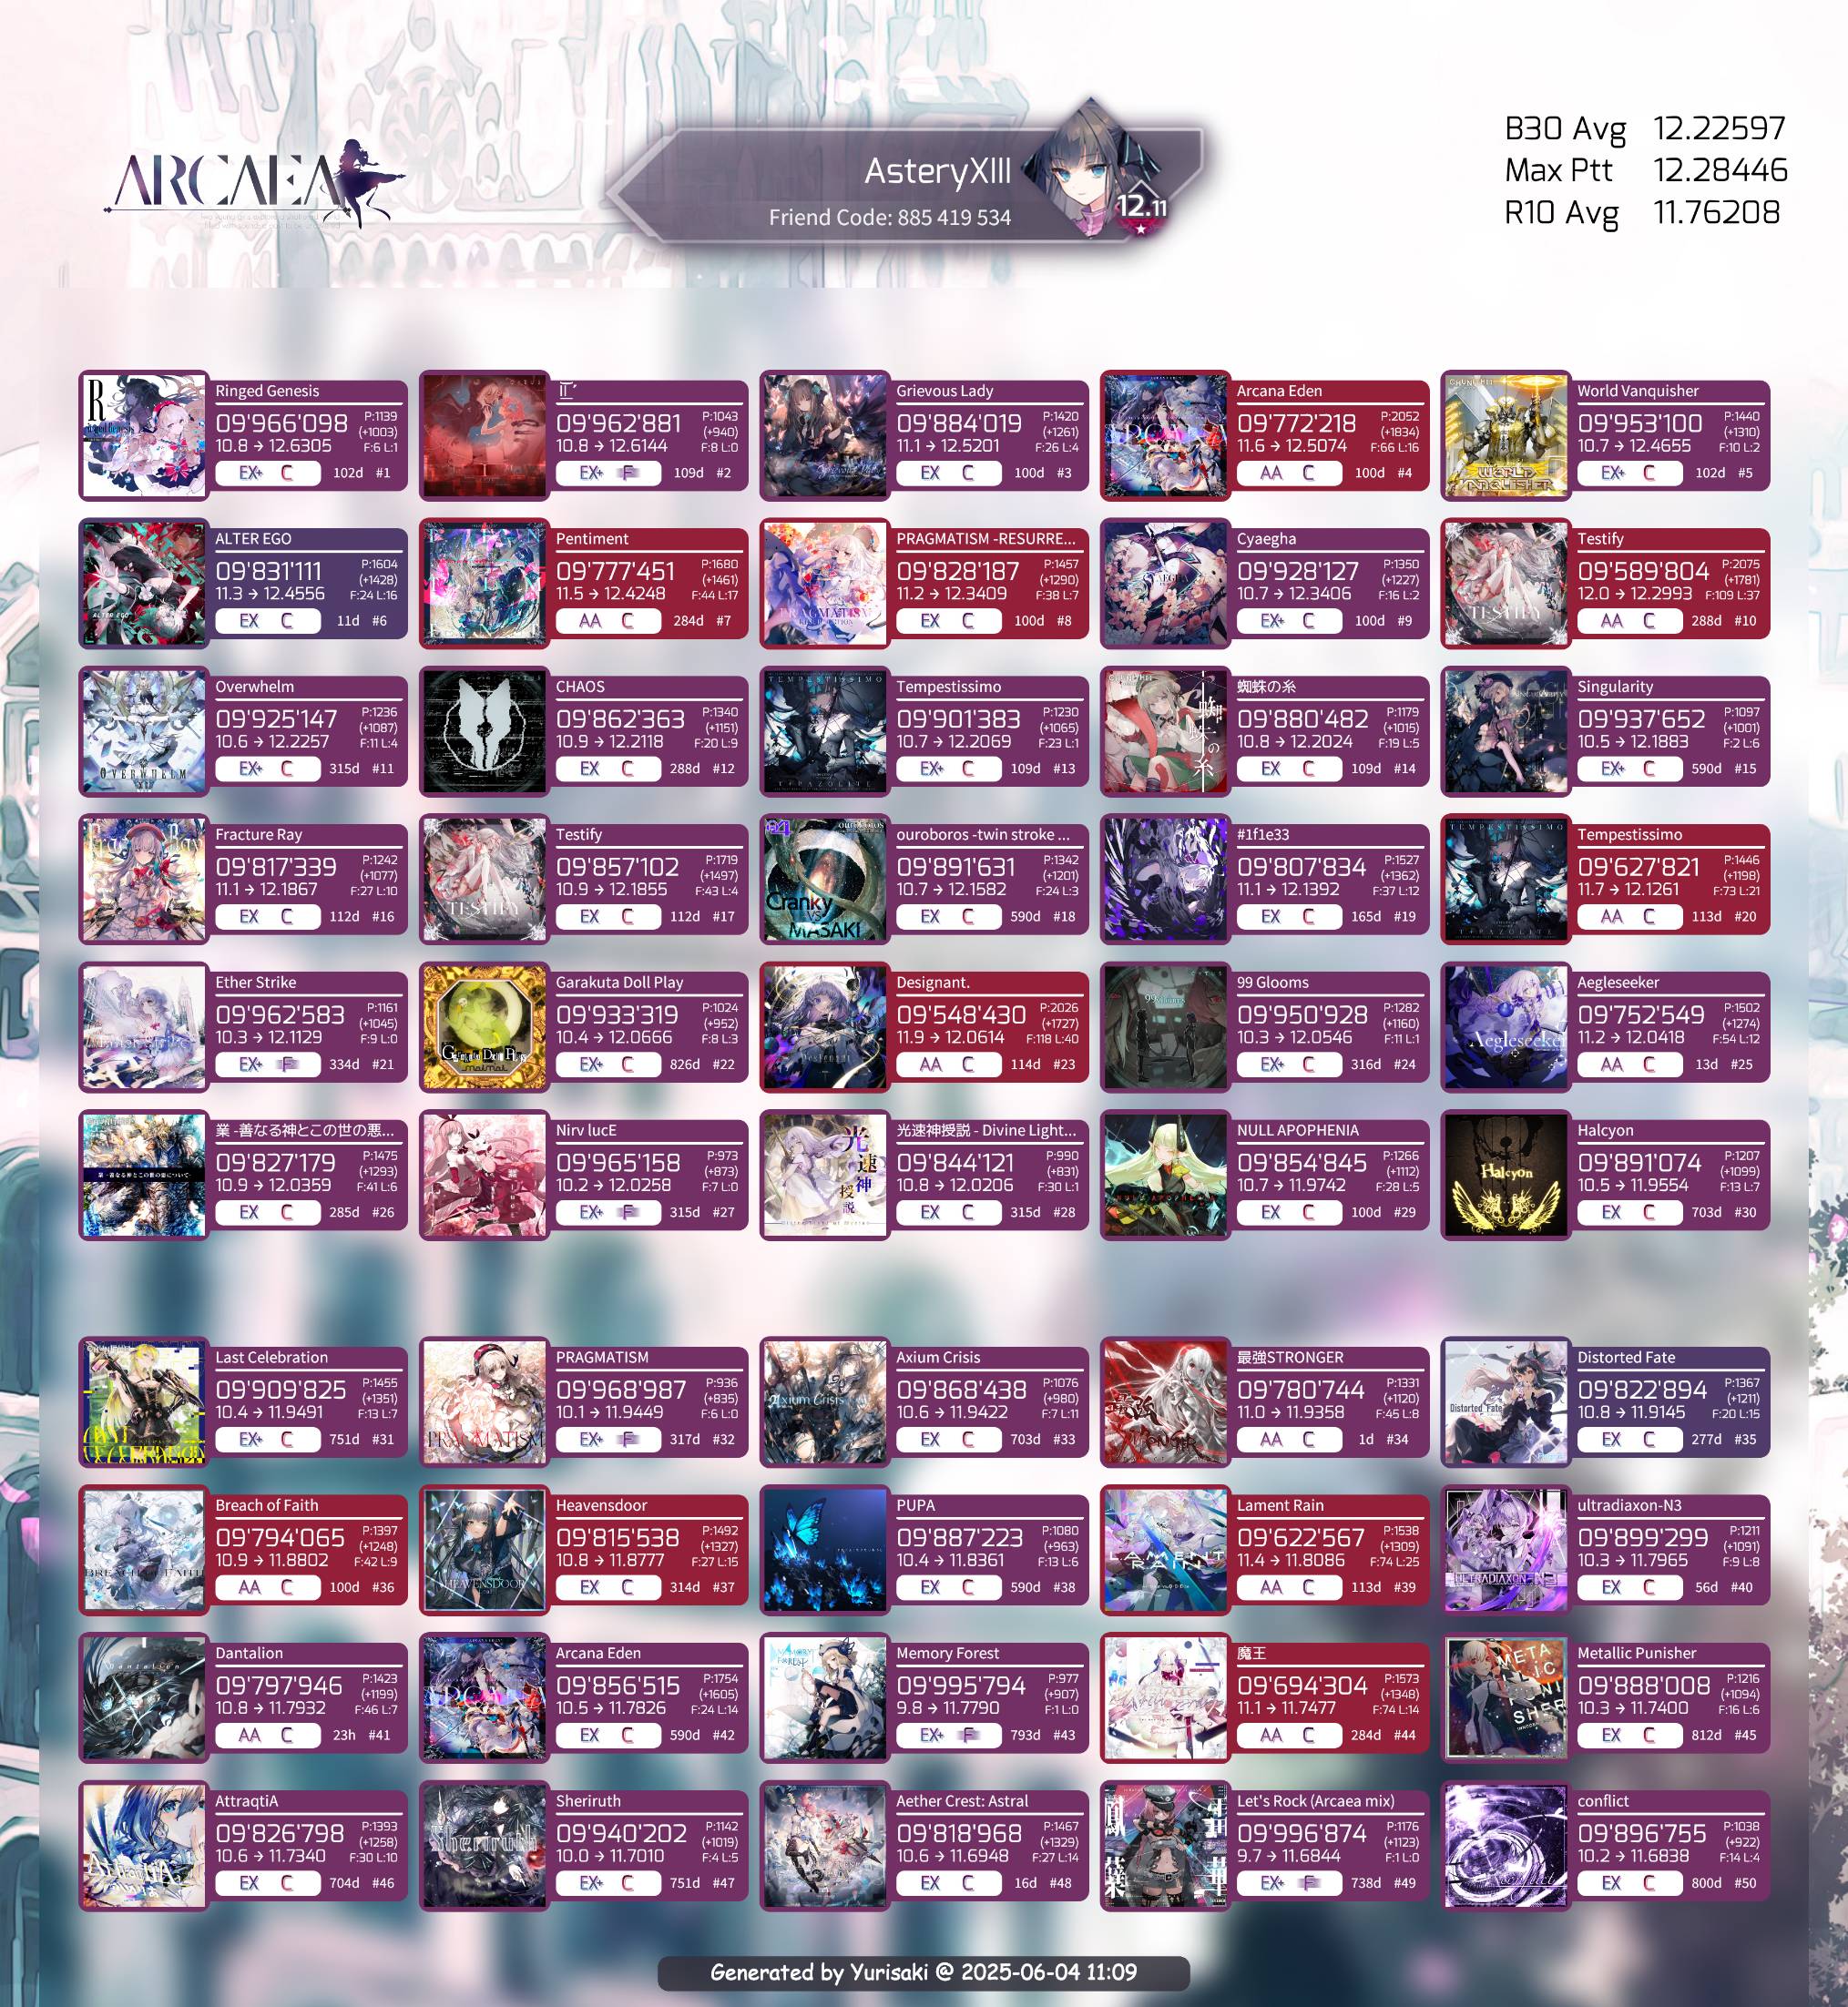 ARCAEA
AsteryXIII
Friend Code: 885 419 534
12.11
B30 Avg 12.22597
Max Ptt 12.28446
R10 Avg 11.76208
Ringed Genesis
09'966'098 P:1139
(+1003)
10.8 → 12.6305 F:6 L:1
EX+ C 102d #1
09'962'881 P:1043
(+940)
10.8 → 12.6144 F:8 L:0
EX+ F 109d #2
Grievous Lady
09'884'019 P:1420
(+1261)
11.1 → 12.5201 F:26 L:4
EX C 100d #3
Arcana Eden
09'772'218 P:2052
(+1834)
11.6 → 12.5074 F:66 L:16
AA C 100d #4
World Vanquisher
09'953'100 P:1440
(+1310)
10.7 → 12.4655 F:10 L:2
EX+ C 102d #5
ALTER EGO
09'831'111 P:1604
(+1428)
11.3 → 12.4556 F:24 L:16
EX C 11d #6
Pentiment
09'777'451 P:1680
(+1461)
11.5 → 12.4248 F:44 L:17
AA C 284d #7
PRAGMATISM -RESURRE...
09'828'187 P:1457
(+1290)
11.2 → 12.3409 F:38 L:7
EX C 100d #8
Cyaegha
09'928'127 P:1350
(+1227)
10.7 → 12.3406 F:16 L:2
EX+ C 100d #9
Testify
09'589'804 P:2075
(+1781)
12.0 → 12.2993 F:109 L:37
AA C 288d #10
Overwhelm
09'925'147 P:1236
(+1087)
10.6 → 12.2257 F:11 L:4
EX+ C 315d #11
CHAOS
09'862'363 P:1340
(+1151)
10.9 → 12.2118 F:20 L:9
EX C 288d #12
Tempestissimo
09'901'383 P:1230
(+1065)
10.7 → 12.2069 F:23 L:1
EX+ C 109d #13
蜘蛛の糸
09'880'482 P:1179
(+1015)
10.8 → 12.2024 F:19 L:5
EX C 109d #14
Singularity
09'937'652 P:1097
(+1001)
10.5 → 12.1883 F:2 L:6
EX+ C 590d #15
Fracture Ray
09'817'339 P:1242
(+1077)
11.1 → 12.1867 F:27 L:10
EX C 112d #16
Testify
09'857'102 P:1719
(+1497)
10.9 → 12.1855 F:43 L:4
EX C 112d #17
ouroboros -twin stroke ...
09'891'631 P:1342
(+1201)
10.7 → 12.1582 F:24 L:3
EX C 590d #18
#1f1e33
09'807'834 P:1527
(+1362)
11.1 → 12.1392 F:37 L:12
EX C 165d #19
Tempestissimo
09'627'821 P:1446
(+1198)
11.7 → 12.1261 F:73 L:21
AA C 113d #20
Ether Strike
09'962'583 P:1161
(+1045)
10.3 → 12.1129 F:9 L:0
EX+ F 334d #21
Garakuta Doll Play
09'933'319 P:1024
(+952)
10.4 → 12.0666 F:8 L:3
EX+ C 826d #22
Designant.
09'548'430 P:2026
(+1727)
11.9 → 12.0614 F:118 L:40
AA C 114d #23
99 Glooms
09'950'928 P:1282
(+1160)
10.3 → 12.0546 F:11 L:1
EX+ C 316d #24
Aegleseeker
09'752'549 P:1502
(+1274)
11.2 → 12.0418 F:54 L:12
AA C 13d #25
業 -善なる神とこの世の悪...
09'827'179 P:1475
(+1293)
10.9 → 12.0359 F:41 L:6
EX C 285d #26
Nirv lucE
09'965'158 P:973
(+873)
10.2 → 12.0258 F:7 L:0
EX+ F 315d #27
光速神授説 - Divine Light...
09'844'121 P:990
(+831)
10.8 → 12.0206 F:30 L:1
EX C 315d #28
NULL APOPHENIA
09'854'845 P:1266
(+1112)
10.7 → 11.9742 F:28 L:5
EX C 100d #29
Halcyon
09'891'074 P:1207
(+1099)
10.5 → 11.9554 F:13 L:7
EX C 703d #30
Last Celebration
09'909'825 P:1455
(+1351)
10.4 → 11.9491 F:13 L:7
EX+ C 751d #31
PRAGMATISM
09'968'987 P:936
(+835)
10.1 → 11.9449 F:6 L:0
EX+ F 317d #32
Axium Crisis
09'868'438 P:1076
(+980)
10.6 → 11.9422 F:7 L:11
EX C 703d #33
最強STRONGER
09'780'744 P:1331
(+1120)
11.0 → 11.9358 F:45 L:8
AA C 1d #34
Distorted Fate
09'822'894 P:1367
(+1211)
10.8 → 11.9145 F:20 L:15
EX C 277d #35
Breach of Faith
09'794'065 P:1397
(+1248)
10.9 → 11.8802 F:42 L:9
AA C 100d #36
Heavensdoor
09'815'538 P:1492
(+1327)
10.8 → 11.8777 F:27 L:15
EX C 314d #37
PUPA
09'887'223 P:1080
(+963)
10.4 → 11.8361 F:13 L:6
EX C 590d #38
Lament Rain
09'622'567 P:1538
(+1309)
11.4 → 11.8086 F:74 L:25
AA C 113d #39
ultradiaxon-N3
09'899'299 P:1211
(+1091)
10.3 → 11.7965 F:9 L:8
EX C 56d #40
Dantalion
09'797'946 P:1423
(+1199)
10.8 → 11.7932 F:46 L:7
AA C 23h #41
Arcana Eden
09'856'515 P:1754
(+1605)
10.5 → 11.7826 F:24 L:14
EX C 590d #42
Memory Forest
09'995'794 P:977
(+907)
9.8 → 11.7790 F:1 L:0
EX+ F 793d #43
魔王
09'694'304 P:1573
(+1348)
11.1 → 11.7477 F:74 L:14
AA C 284d #44
Metallic Punisher
09'888'008 P:1216
(+1094)
10.3 → 11.7400 F:16 L:6
EX C 812d #45
AttraqtiA
09'826'798 P:1393
(+1258)
10.6 → 11.7340 F:30 L:10
EX C 704d #46
Sheriruth
09'940'202 P:1142
(+1019)
10.0 → 11.7010 F:4 L:5
EX+ C 751d #47
Aether Crest: Astral
09'818'968 P:1467
(+1329)
10.6 → 11.6948 F:27 L:14
EX C 16d #48
Let's Rock (Arcaea mix)
09'996'874 P:1176
(+1123)
9.7 → 11.6844 F:1 L:0
EX+ F 738d #49
conflict
09'896'755 P:1038
(+922)
10.2 → 11.6838 F:14 L:4
EX C 800d #50
Generated by Yurisaki @ 2025-06-04 11:09